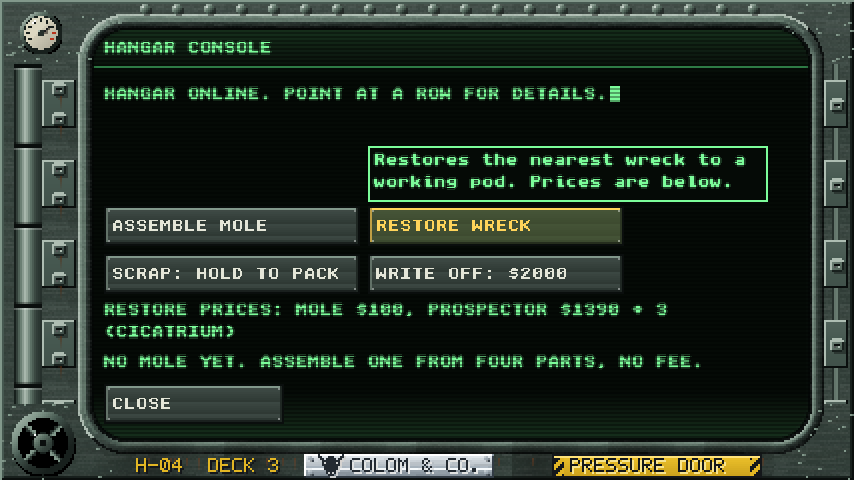 HANGAR CONSOLE
HANGAR ONLINE. POINT AT A ROW FOR DETAILS.
Restores the nearest wreck to a
working pod. Prices are below.
ASSEMBLE MOLE
RESTORE WRECK
SCRAP: HOLD TO PACK
WRITE OFF: $2000
RESTORE PRICES: MOLE $100, PROSPECTOR $1390 + 3
(CICATRIUM)
NO MOLE YET. ASSEMBLE ONE FROM FOUR PARTS, NO FEE.
CLOSE
H-04 DECK 3
COLOM & CO.
PRESSURE DOOR